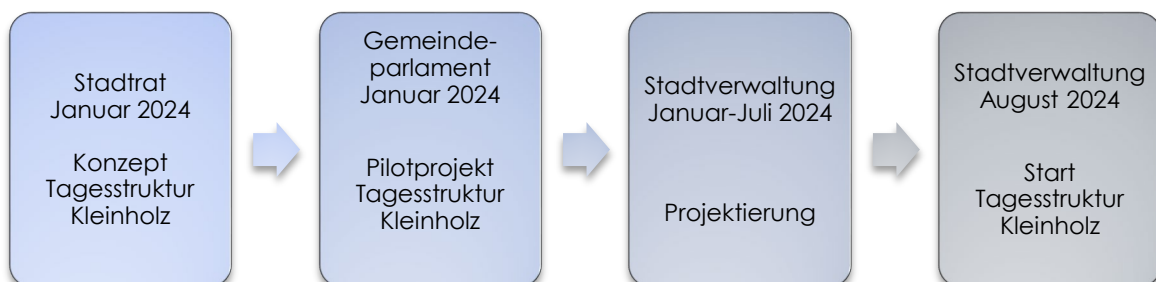 Stadtrat
Januar 2024
Konzept
Tagesstruktur
Kleinholz
Gemeinde-
parlament
Januar 2024
Pilotprojekt
Tagesstruktur
Kleinholz
Stadtverwaltung
Januar-Juli 2024
Projektierung
Stadtverwaltung
August 2024
Start
Tagesstruktur
Kleinholz